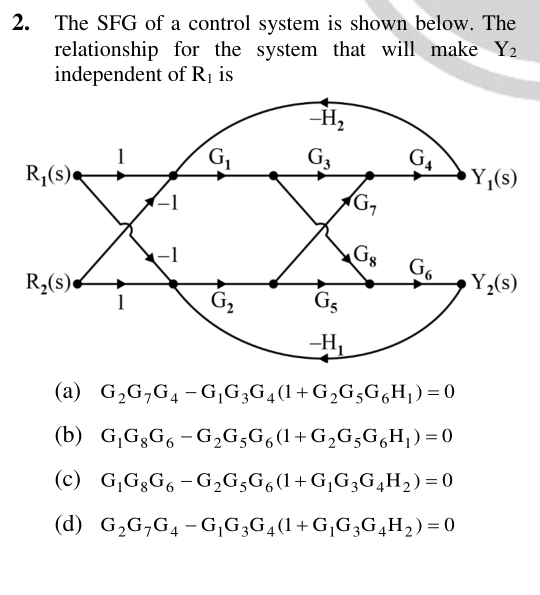 2. The SFG of a control system is shown below. The
relationship for the system that will make Y₂
independent of R₁ is
–H₂
1 G₁ G₃ G₄
R₁(s) Y₁(s)
–1 G₇
–1 G₈
R₂(s) G₆ Y₂(s)
1 G₂ G₅
–H₁
(a) G₂G₇G₄ – G₁G₃G₄(1 + G₂G₅G₆H₁) = 0
(b) G₁G₈G₆ – G₂G₅G₆(1 + G₂G₅G₆H₁) = 0
(c) G₁G₈G₆ – G₂G₅G₆(1 + G₁G₃G₄H₂) = 0
(d) G₂G₇G₄ – G₁G₃G₄(1 + G₁G₃G₄H₂) = 0